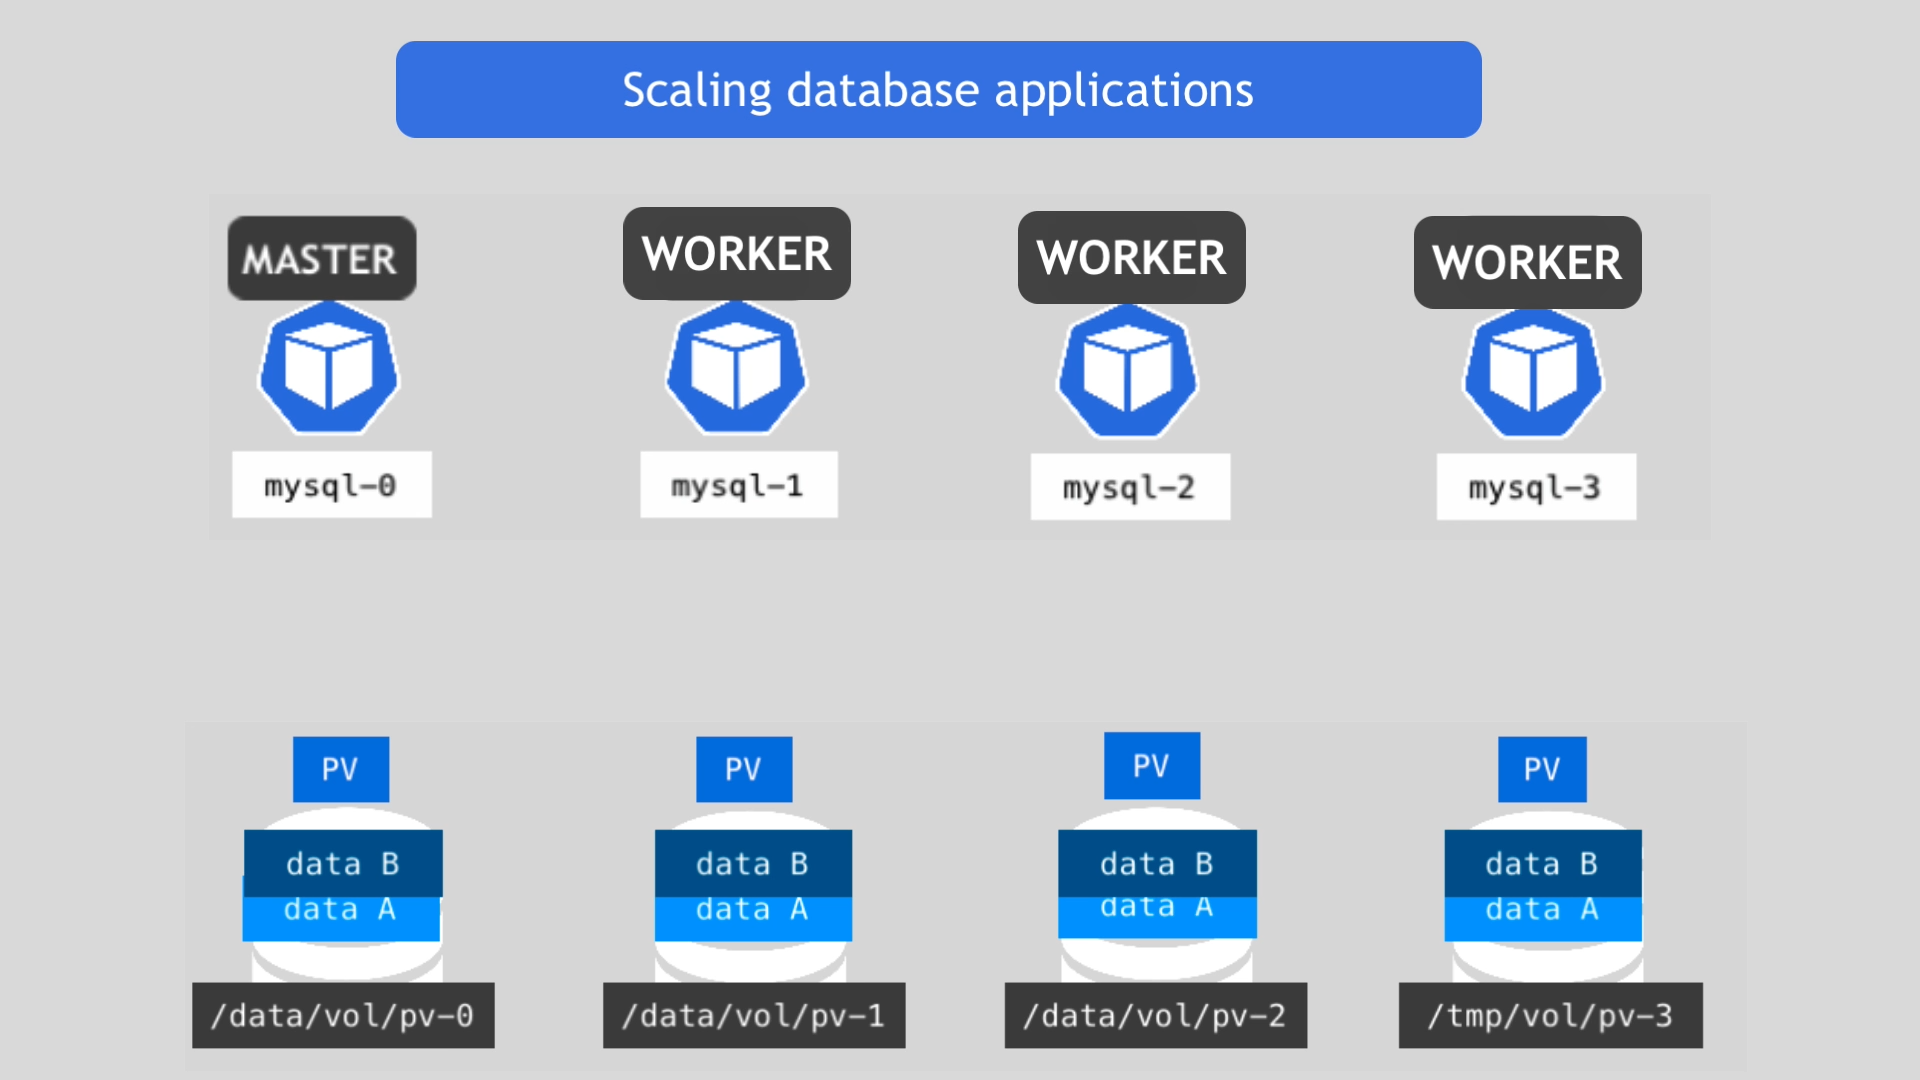 Scaling database applications
MASTER
WORKER
WORKER
WORKER
mysql-0
mysql-1
mysql-2
mysql-3
PV
PV
PV
PV
data B
data B
data B
data B
data A
data A
data A
data A
/data/vol/pv-0
/data/vol/pv-1
/data/vol/pv-2
/tmp/vol/pv-3